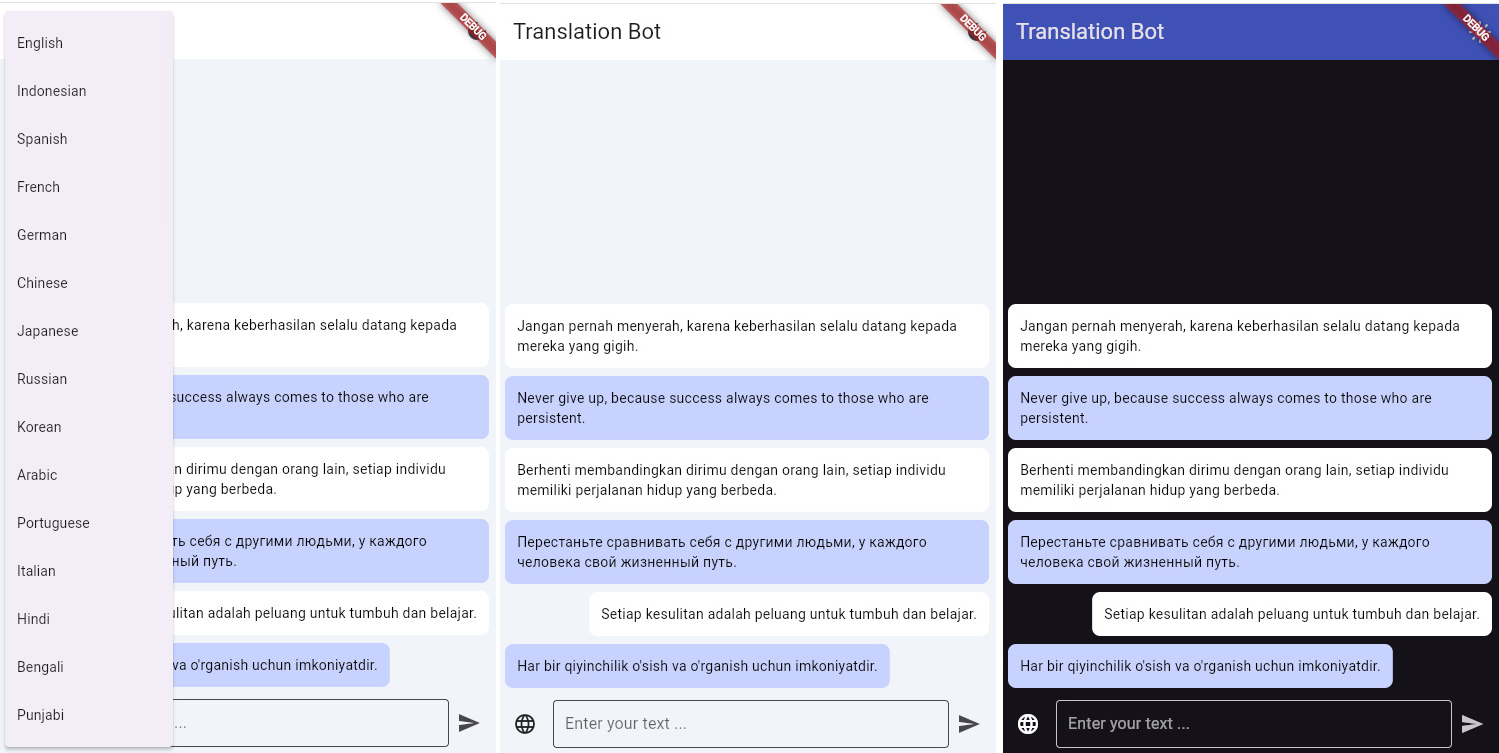 English
Indonesian
Spanish
French
German
Chinese
Japanese
Russian
Korean
Arabic
Portuguese
Italian
Hindi
Bengali
Punjabi
DEBUG
h, karena keberhasilan selalu datang kepada
success always comes to those who are
n dirimu dengan orang lain, setiap individu
p yang berbeda.
ть себя с другими людьми, у каждого
ный путь.
litan adalah peluang untuk tumbuh dan belajar.
va o'rganish uchun imkoniyatdir.
...
Translation Bot
DEBUG
Jangan pernah menyerah, karena keberhasilan selalu datang kepada
mereka yang gigih.
Never give up, because success always comes to those who are
persistent.
Berhenti membandingkan dirimu dengan orang lain, setiap individu
memiliki perjalanan hidup yang berbeda.
Перестаньте сравнивать себя с другими людьми, у каждого
человека свой жизненный путь.
Setiap kesulitan adalah peluang untuk tumbuh dan belajar.
Har bir qiyinchilik o'sish va o'rganish uchun imkoniyatdir.
Enter your text ...
Translation Bot
DEBUG
Jangan pernah menyerah, karena keberhasilan selalu datang kepada
mereka yang gigih.
Never give up, because success always comes to those who are
persistent.
Berhenti membandingkan dirimu dengan orang lain, setiap individu
memiliki perjalanan hidup yang berbeda.
Перестаньте сравнивать себя с другими людьми, у каждого
человека свой жизненный путь.
Setiap kesulitan adalah peluang untuk tumbuh dan belajar.
Har bir qiyinchilik o'sish va o'rganish uchun imkoniyatdir.
Enter your text ...